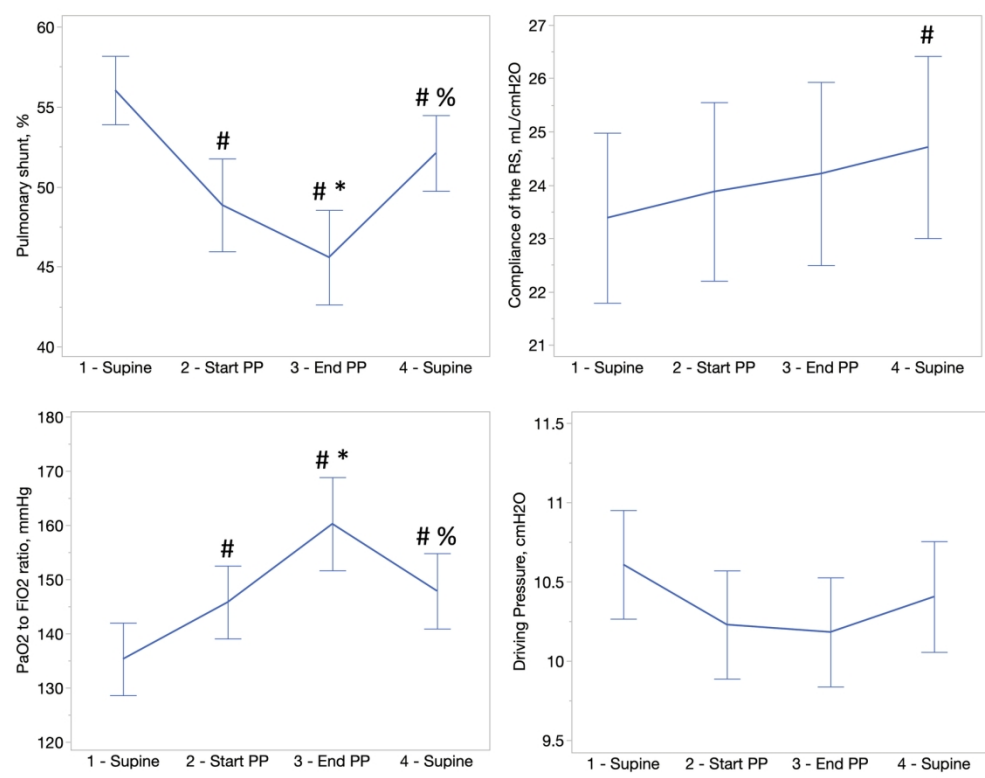 Pulmonary shunt, %
60
55
50
45
40
#
# *
# %
1 - Supine
2 - Start PP
3 - End PP
4 - Supine
Compliance of the RS, mL/cmH2O
27
26
25
24
23
22
21
#
1 - Supine
2 - Start PP
3 - End PP
4 - Supine
PaO2 to FiO2 ratio, mmHg
180
170
160
150
140
130
120
#
# *
# %
1 - Supine
2 - Start PP
3 - End PP
4 - Supine
Driving Pressure, cmH2O
11.5
11
10.5
10
9.5
1 - Supine
2 - Start PP
3 - End PP
4 - Supine